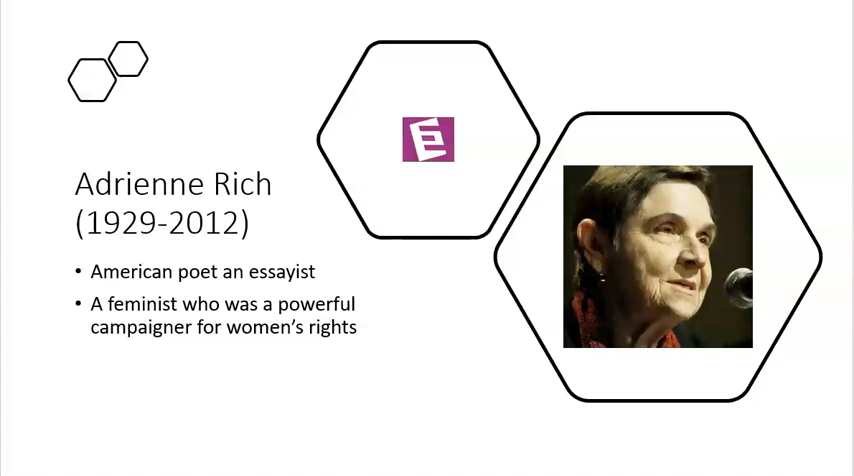 Adrienne Rich
(1929-2012)
• American poet an essayist
• A feminist who was a powerful
campaigner for women's rights